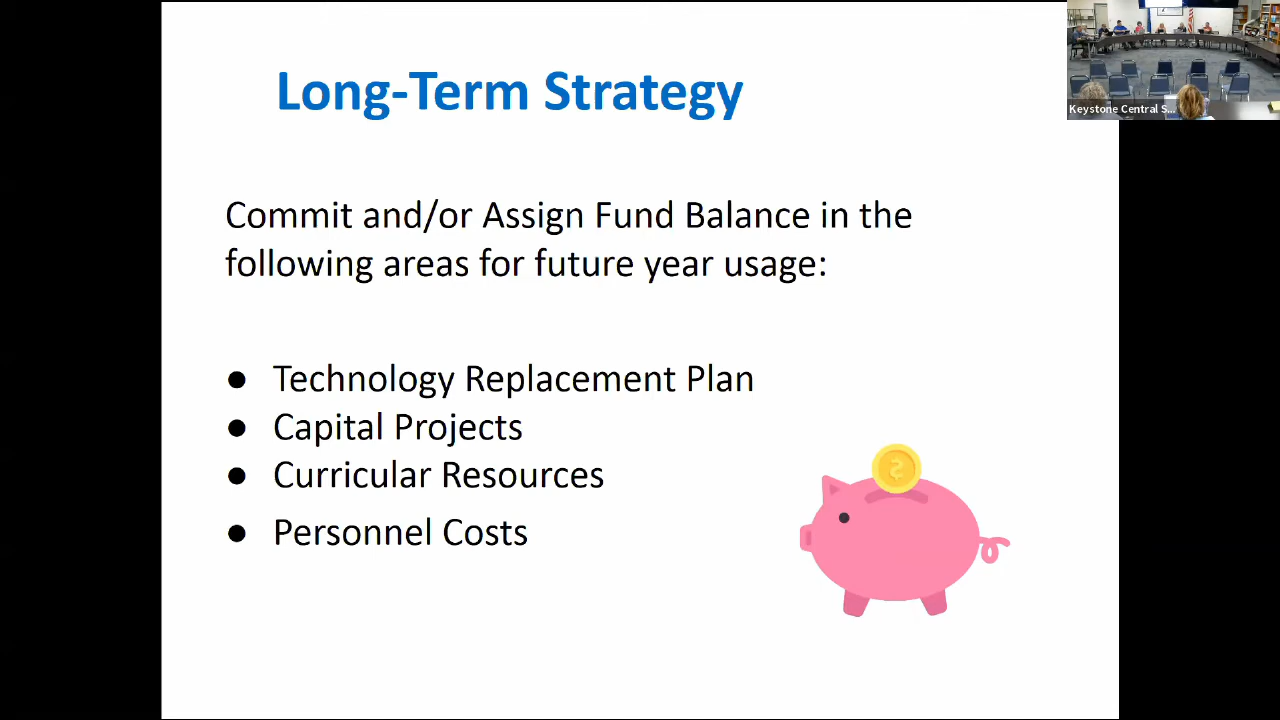 Long-Term Strategy
Keystone Central S...
Commit and/or Assign Fund Balance in the
following areas for future year usage:
● Technology Replacement Plan
● Capital Projects
● Curricular Resources
● Personnel Costs